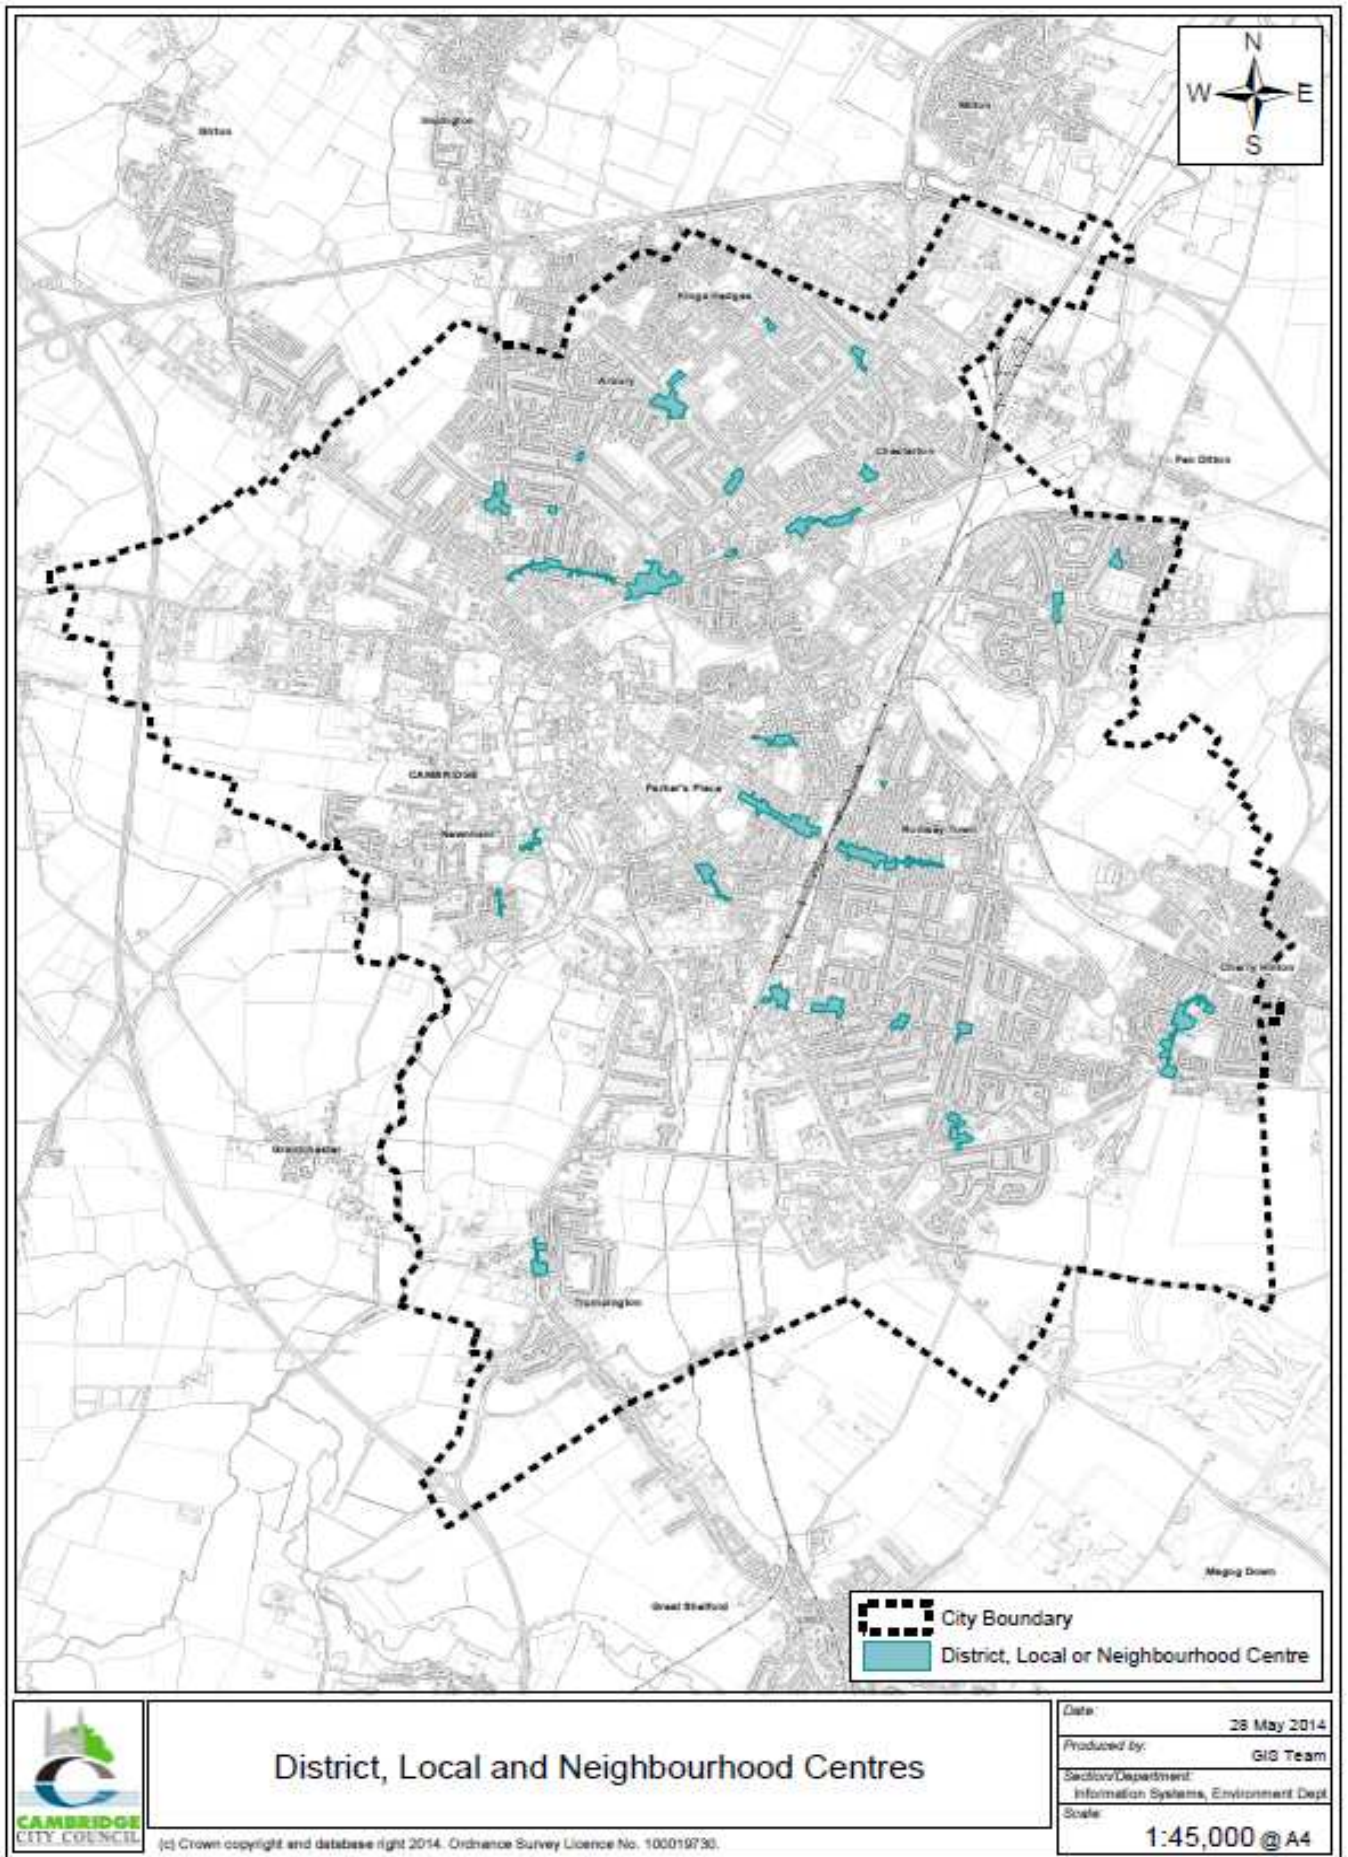 N
W E
S
Milton
Girton
Impington
Kings Hedges
Arbury
Chesterton
Fen Ditton
CAMBRIDGE
Parker's Piece
Newnham
Romsey Town
Cherry Hinton
Grantchester
Trumpington
Magog Down
Great Shelford
City Boundary
District, Local or Neighbourhood Centre
CAMBRIDGE
CITY COUNCIL
District, Local and Neighbourhood Centres
(c) Crown copyright and database right 2014. Ordnance Survey Licence No. 100019730.
Date:
28 May 2014
Produced by:
GIS Team
Section/Department:
Information Systems, Environment Dept
Scale:
1:45,000 @ A4